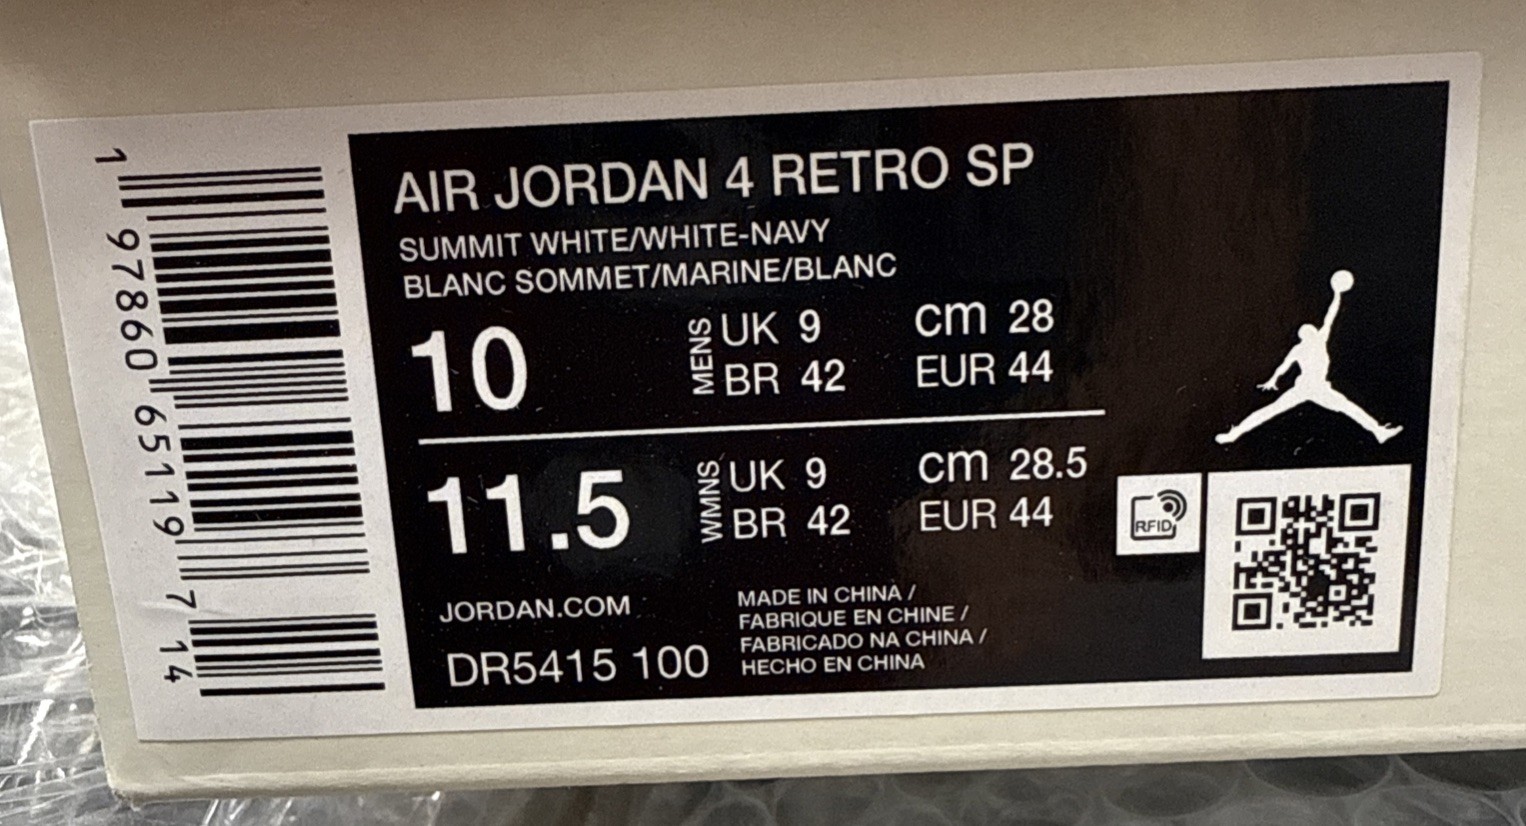 AIR JORDAN 4 RETRO SP
SUMMIT WHITE/WHITE-NAVY
BLANC SOMMET/MARINE/BLANC
10 MENS UK 9 cm 28
BR 42 EUR 44
11.5 WMNS UK 9 cm 28.5
BR 42 EUR 44
RFID
JORDAN.COM
MADE IN CHINA /
FABRIQUE EN CHINE /
FABRICADO NA CHINA /
HECHO EN CHINA
DR5415 100
1 97860 65119 7 14